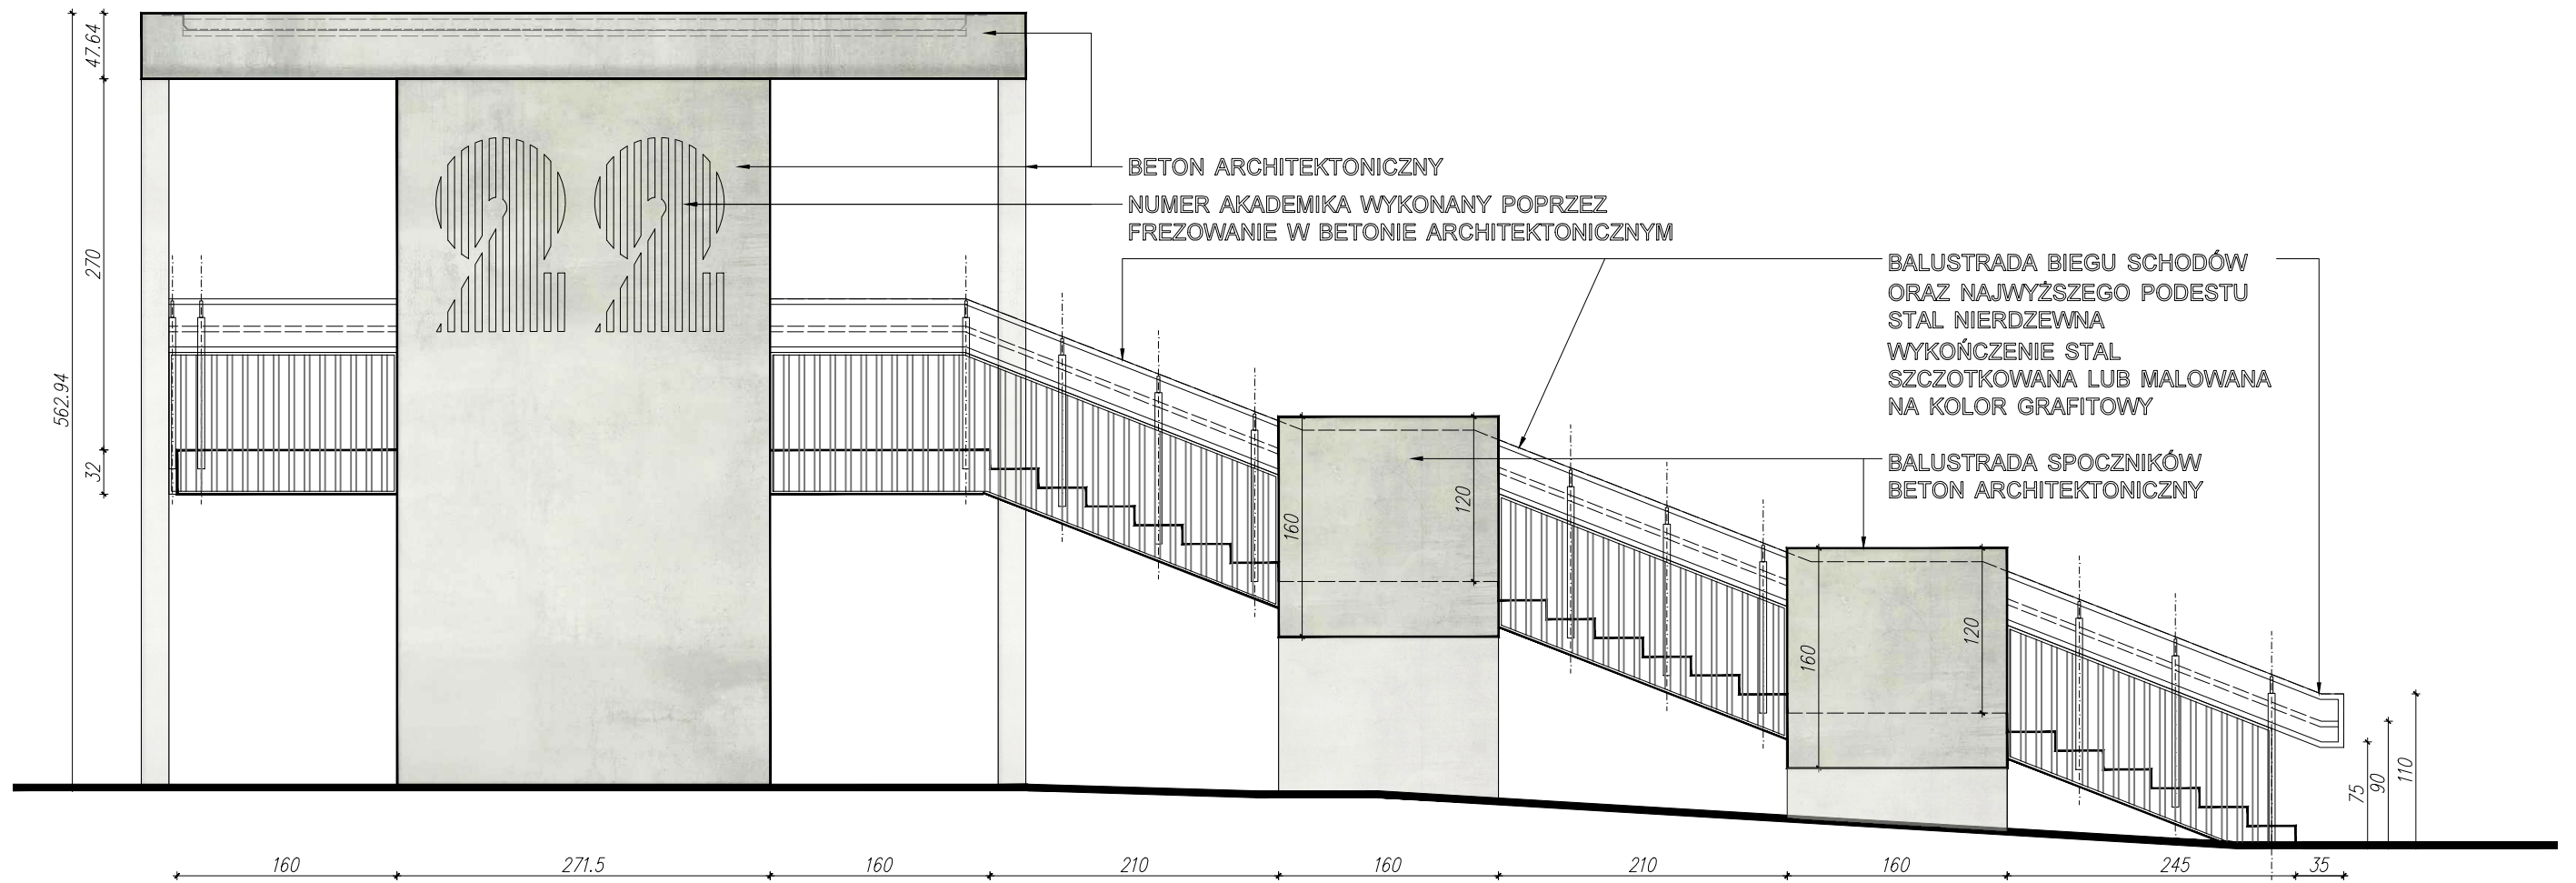 47.64
270
562.94
32
22
BETON ARCHITEKTONICZNY
NUMER AKADEMIKA WYKONANY POPRZEZ
FREZOWANIE W BETONIE ARCHITEKTONICZNYM
BALUSTRADA BIEGU SCHODÓW
ORAZ NAJWYŻSZEGO PODESTU
STAL NIERDZEWNA
WYKOŃCZENIE STAL
SZCZOTKOWANA LUB MALOWANA
NA KOLOR GRAFITOWY
BALUSTRADA SPOCZNIKÓW
BETON ARCHITEKTONICZNY
160
120
160
120
75
90
110
160
271.5
160
210
160
210
160
245
35